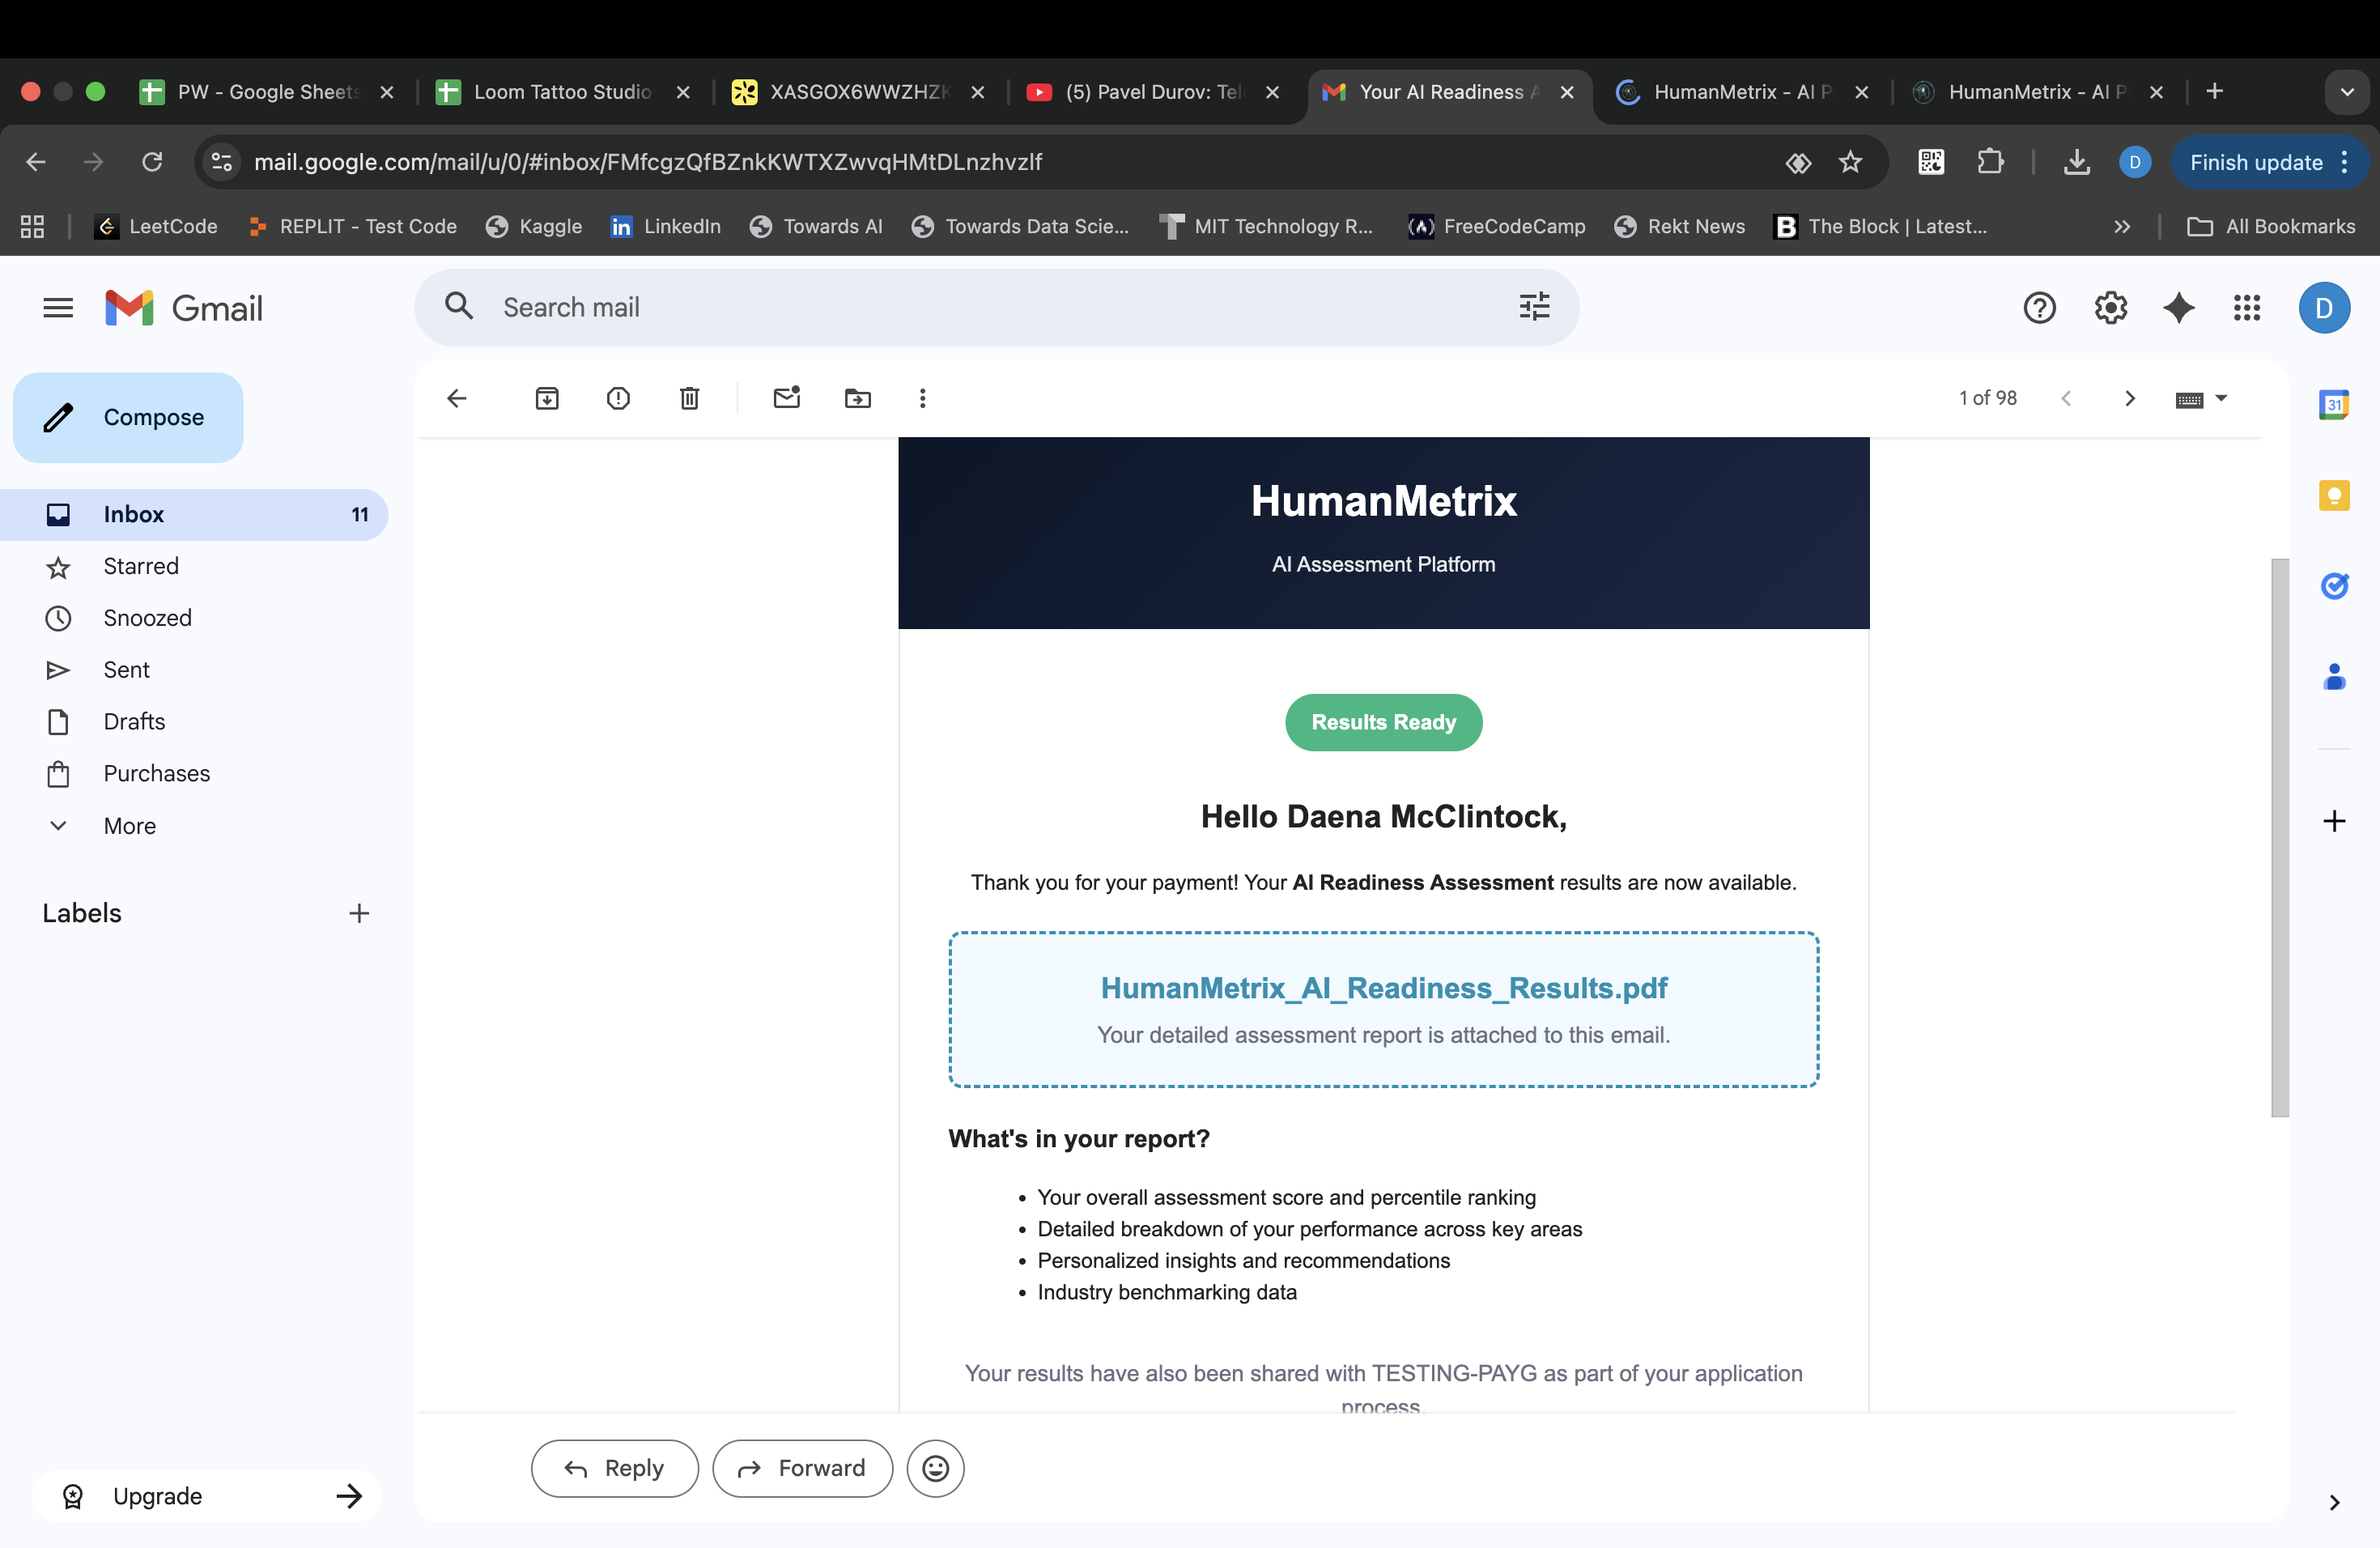 PW - Google Sheets
Loom Tattoo Studio
XASGOX6WWZHZK
(5) Pavel Durov: Tel
Your AI Readiness A
HumanMetrix - AI P
HumanMetrix - AI P
mail.google.com/mail/u/0/#inbox/FMfcgzQfBZnkKWTXZwvqHMtDLnzhvzlf
D
Finish update
LeetCode
REPLIT - Test Code
Kaggle
in
LinkedIn
Towards AI
Towards Data Scie...
MIT Technology R...
FreeCodeCamp
Rekt News
B
The Block | Latest...
All Bookmarks
Gmail
Search mail
D
Compose
1 of 98
31
Inbox
11
Starred
Snoozed
Sent
Drafts
Purchases
More
Labels
Upgrade
HumanMetrix
AI Assessment Platform
Results Ready
Hello Daena McClintock,
Thank you for your payment! Your AI Readiness Assessment results are now available.
HumanMetrix_AI_Readiness_Results.pdf
Your detailed assessment report is attached to this email.
What's in your report?
• Your overall assessment score and percentile ranking
• Detailed breakdown of your performance across key areas
• Personalized insights and recommendations
• Industry benchmarking data
Your results have also been shared with TESTING-PAYG as part of your application
process.
Reply
Forward